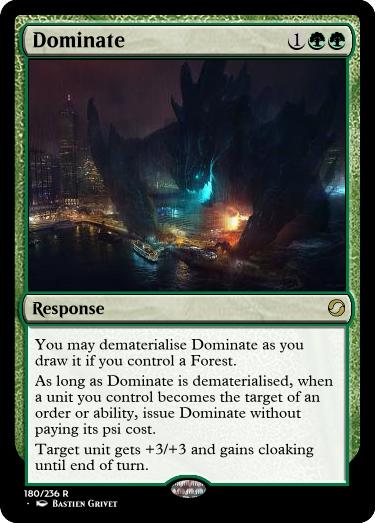 Dominate 1
Response
You may dematerialise Dominate as you
draw it if you control a Forest.
As long as Dominate is dematerialised, when
a unit you control becomes the target of an
order or ability, issue Dominate without
paying its psi cost.
Target unit gets +3/+3 and gains cloaking
until end of turn.
180/236 R
· Bastien Grivet